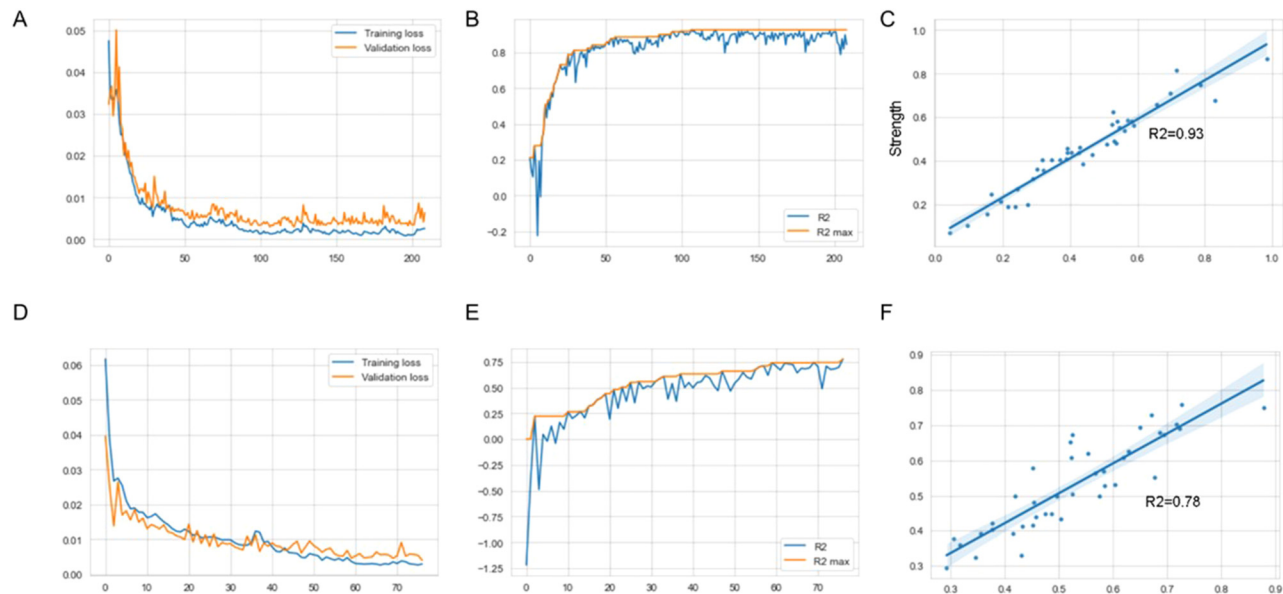 A
0.05
0.04
0.03
0.02
0.01
0.00
0 50 100 150 200
Training loss
Validation loss
B
0.8
0.6
0.4
0.2
0.0
−0.2
0 50 100 150 200
R2
R2 max
C
1.0
0.8
0.6
0.4
0.2
Strength
R2=0.93
0.0 0.2 0.4 0.6 0.8 1.0
D
0.06
0.05
0.04
0.03
0.02
0.01
0.00
0 10 20 30 40 50 60 70
Training loss
Validation loss
E
0.75
0.50
0.25
0.00
−0.25
−0.50
−0.75
−1.00
−1.25
0 10 20 30 40 50 60 70
R2
R2 max
F
0.9
0.8
0.7
0.6
0.5
0.4
0.3
R2=0.78
0.3 0.4 0.5 0.6 0.7 0.8 0.9